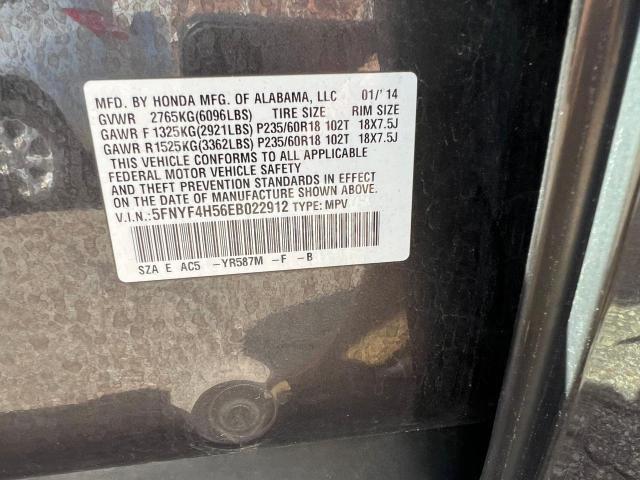 MFD. BY HONDA MFG. OF ALABAMA, LLC 01/'14
GVWR 2765KG(6096LBS) TIRE SIZE RIM SIZE
GAWR F 1325KG(2921LBS) P235/60R18 102T 18X7.5J
GAWR R1525KG(3362LBS) P235/60R18 102T 18X7.5J
THIS VEHICLE CONFORMS TO ALL APPLICABLE
FEDERAL MOTOR VEHICLE SAFETY
AND THEFT PREVENTION STANDARDS IN EFFECT
ON THE DATE OF MANUFACTURE SHOWN ABOVE.
V.I.N.:5FNYF4H56EB022912 TYPE: MPV
SZA E AC5 -YR587M -F -B